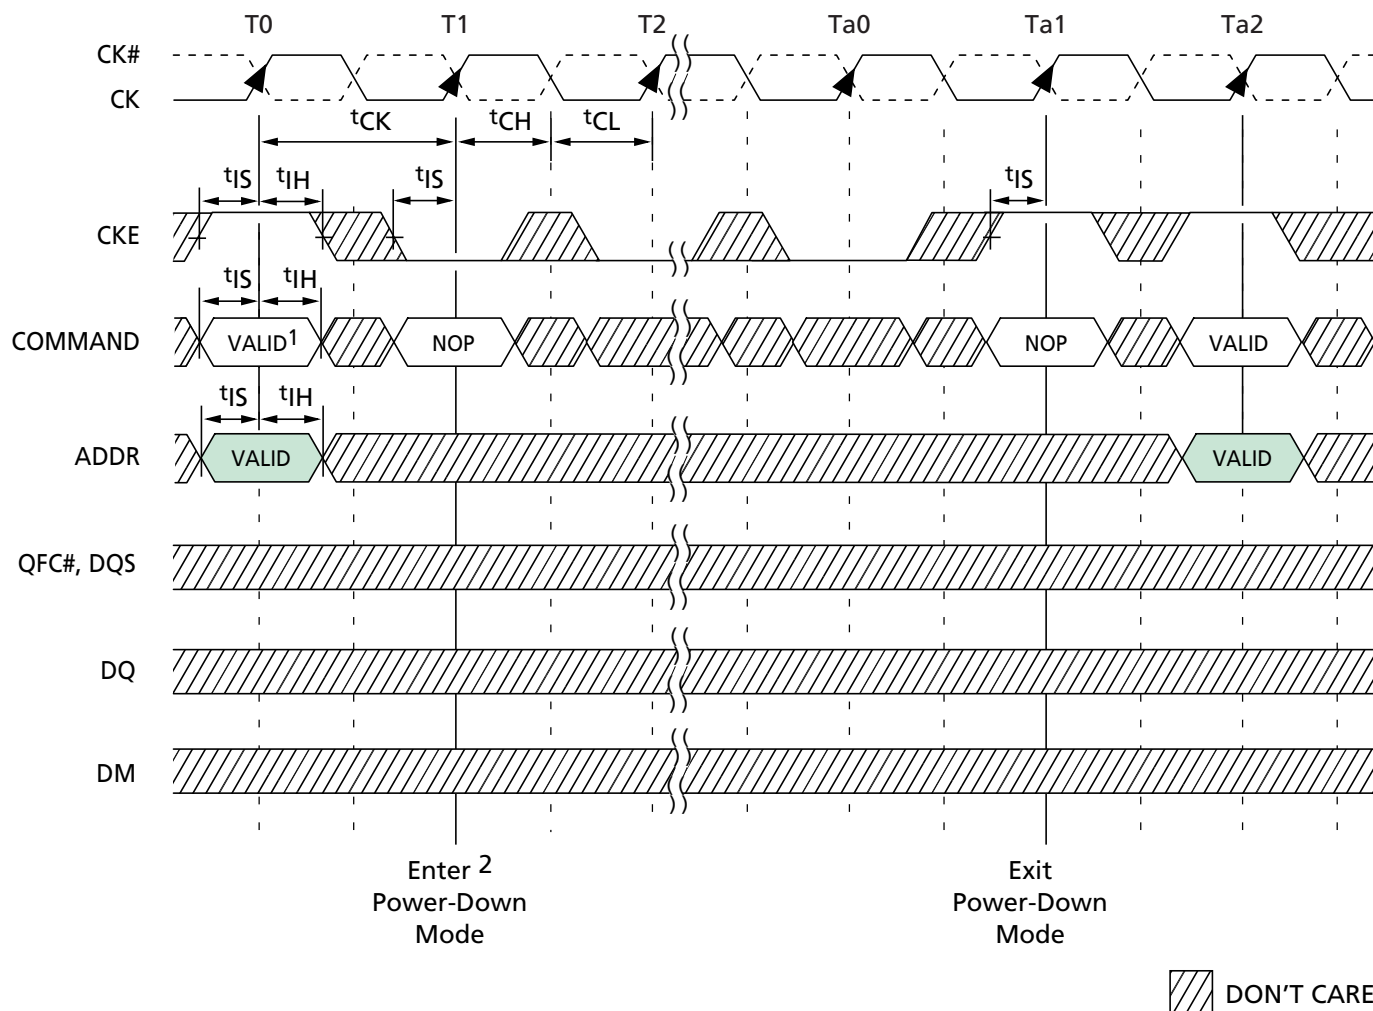 T0 T1 T2 Ta0 Ta1 Ta2
CK#
CK
tCK tCH tCL
tIS tIH tIS tIS
CKE
tIS tIH
COMMAND VALID1 NOP NOP VALID
tIS tIH
ADDR VALID VALID
QFC#, DQS
DQ
DM
Enter 2
Power-Down
Mode
Exit
Power-Down
Mode
DON'T CARE